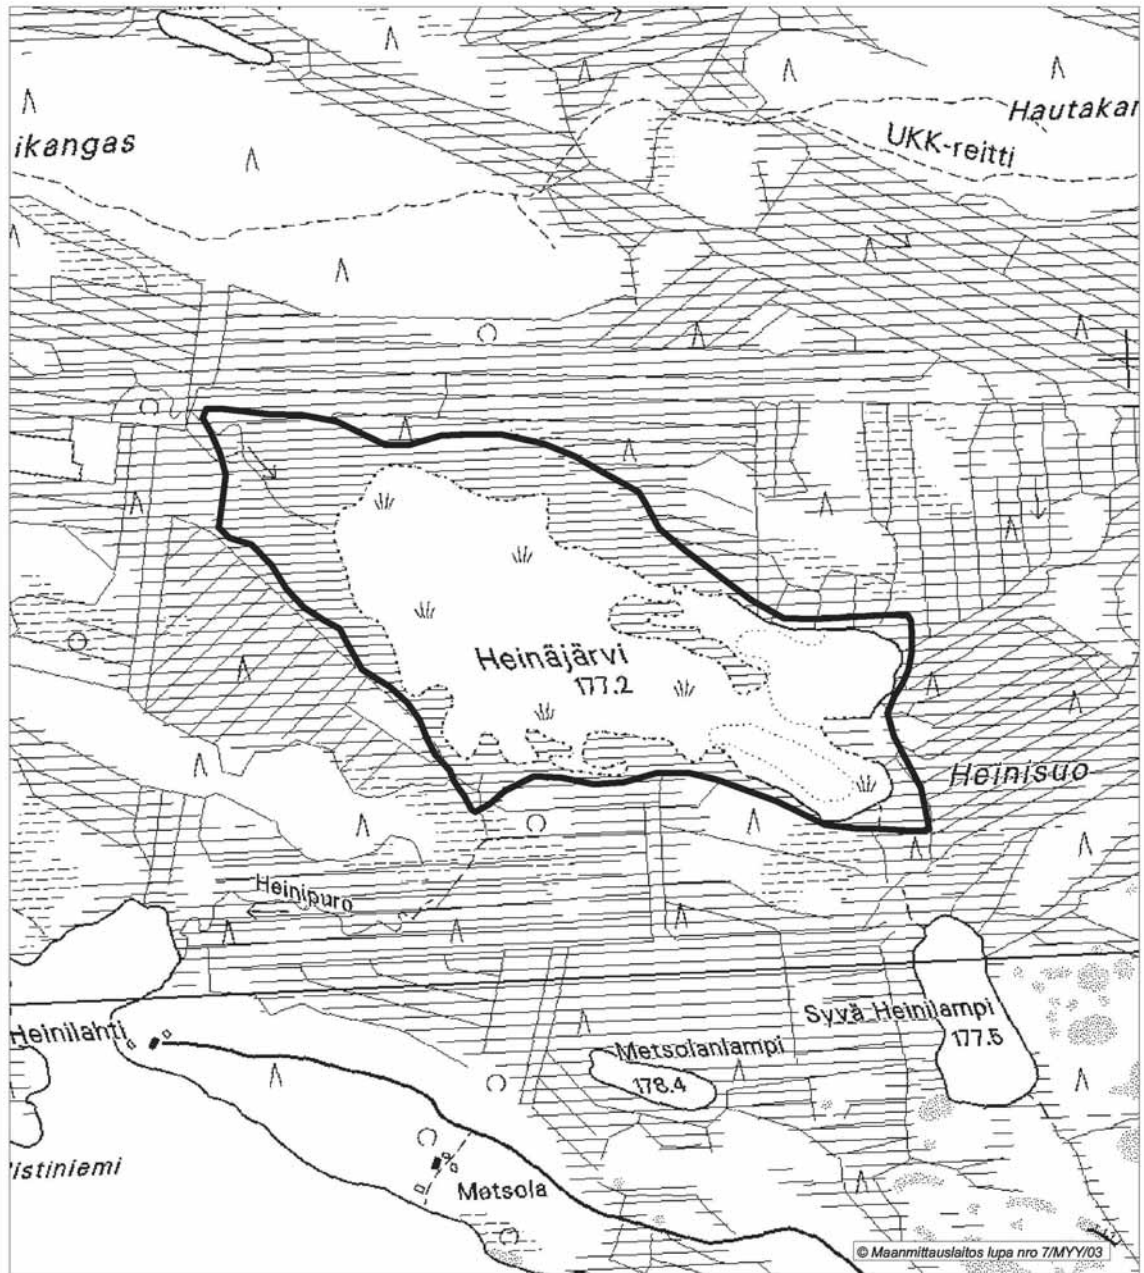 Hautakan
UKK-reitti
ikangas
Heinäjärvi
177.2
Heinisuo
Heinipuro
Syvä Heinilampi
177.5
Heinilahti
Metsolanlampi
178.4
istiniemi
Metsola
© Maanmittauslaitos lupa nro 7/MYY/03